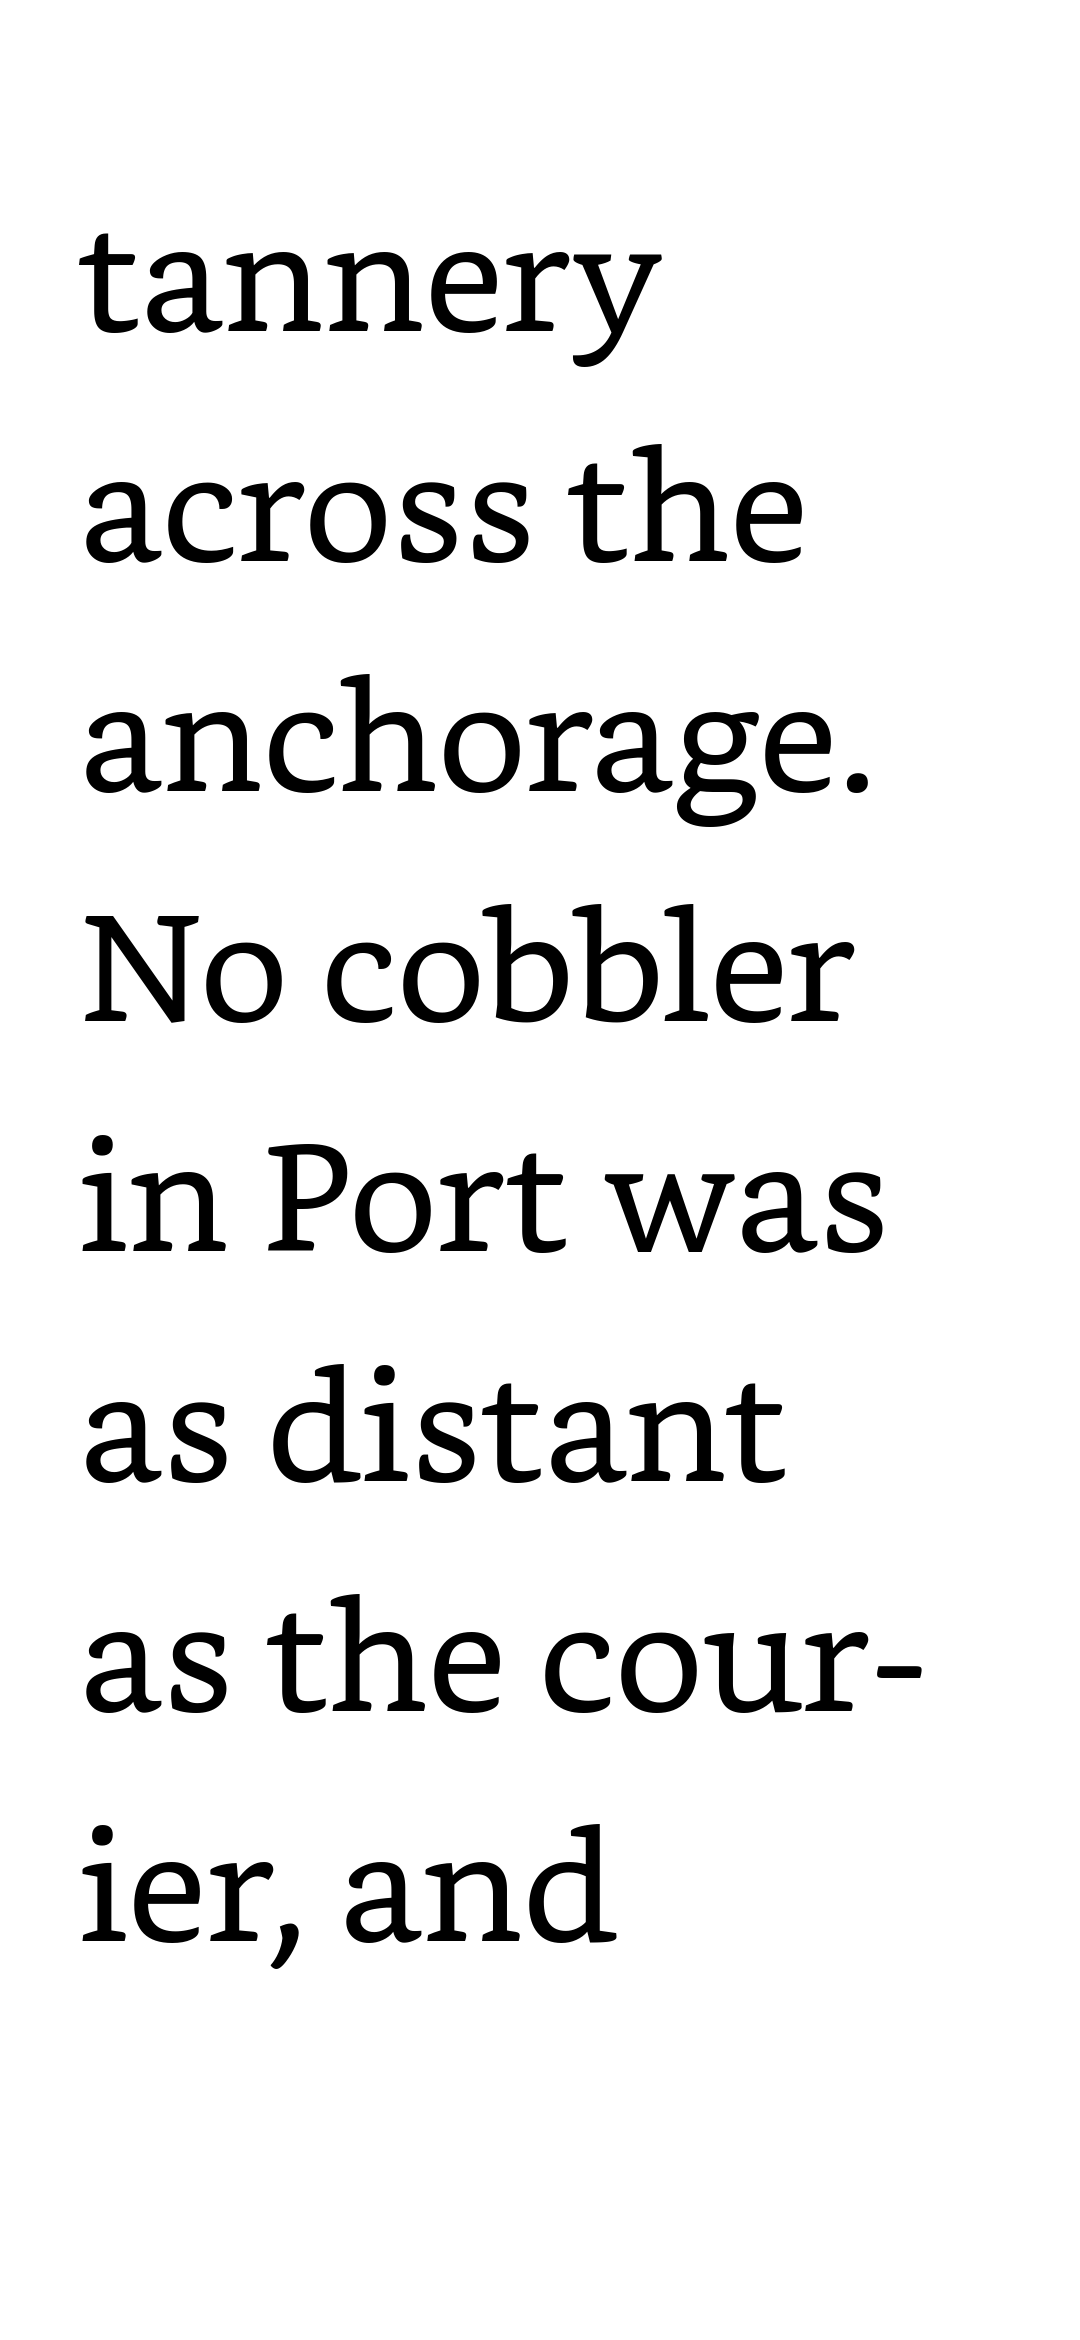 tannery
across the
anchorage.
No cobbler
in Port was
as distant
as the cour-
ier, and